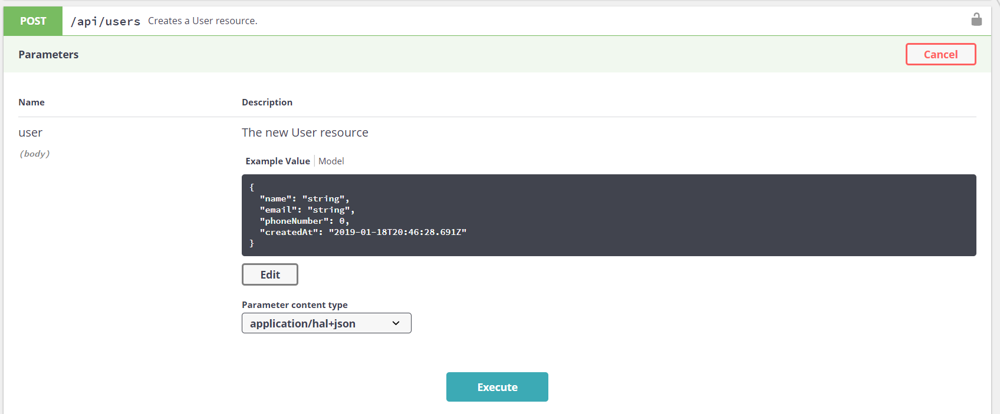 POST /api/users Creates a User resource.
Parameters Cancel
Name Description
user The new User resource
(body)
Example Value Model
{
"name": "string",
"email": "string",
"phoneNumber": 0,
"createdAt": "2019-01-18T20:46:28.691Z"
}
Edit
Parameter content type
application/hal+json
Execute